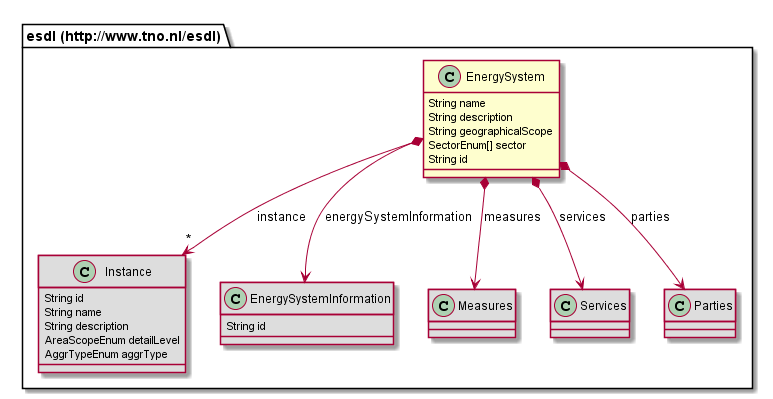 esdl (http://www.tno.nl/esdl)
C EnergySystem
String name
String description
String geographicalScope
SectorEnum[] sector
String id
instance
energySystemInformation
measures
services
parties
*
C Instance
String id
String name
String description
AreaScopeEnum detailLevel
AggrTypeEnum aggrType
C EnergySystemInformation
String id
C Measures
C Services
C Parties